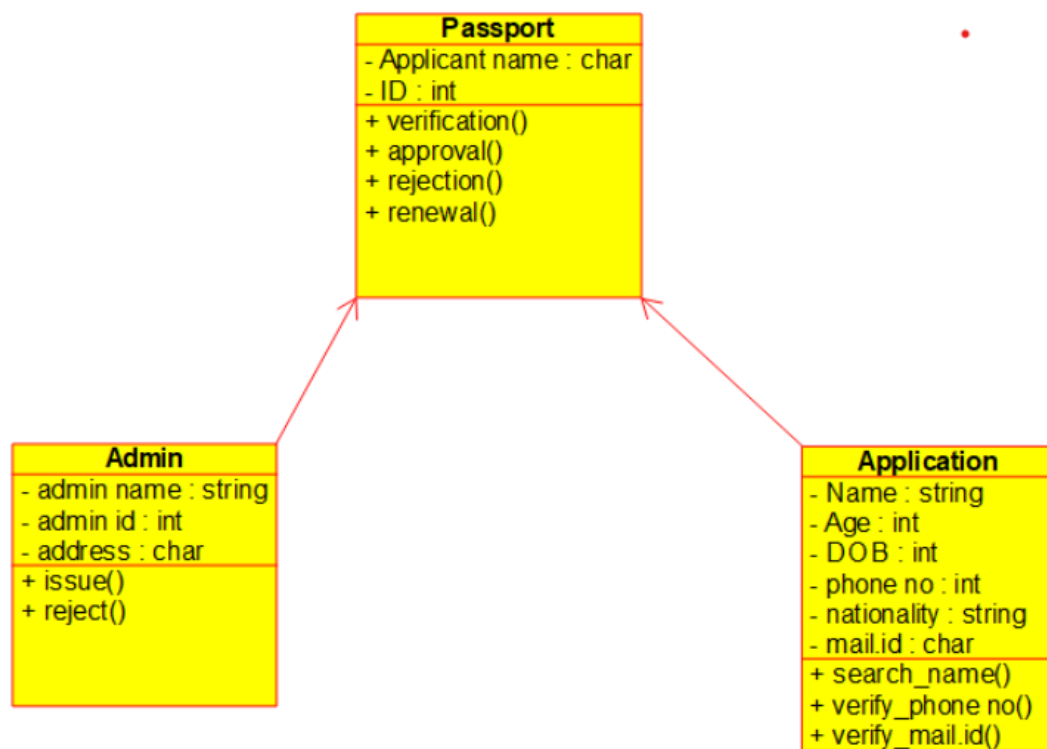 Passport
- Applicant name : char
- ID : int
+ verification()
+ approval()
+ rejection()
+ renewal()
Admin
- admin name : string
- admin id : int
- address : char
+ issue()
+ reject()
Application
- Name : string
- Age : int
- DOB : int
- phone no : int
- nationality : string
- mail.id : char
+ search_name()
+ verify_phone no()
+ verify_mail.id()